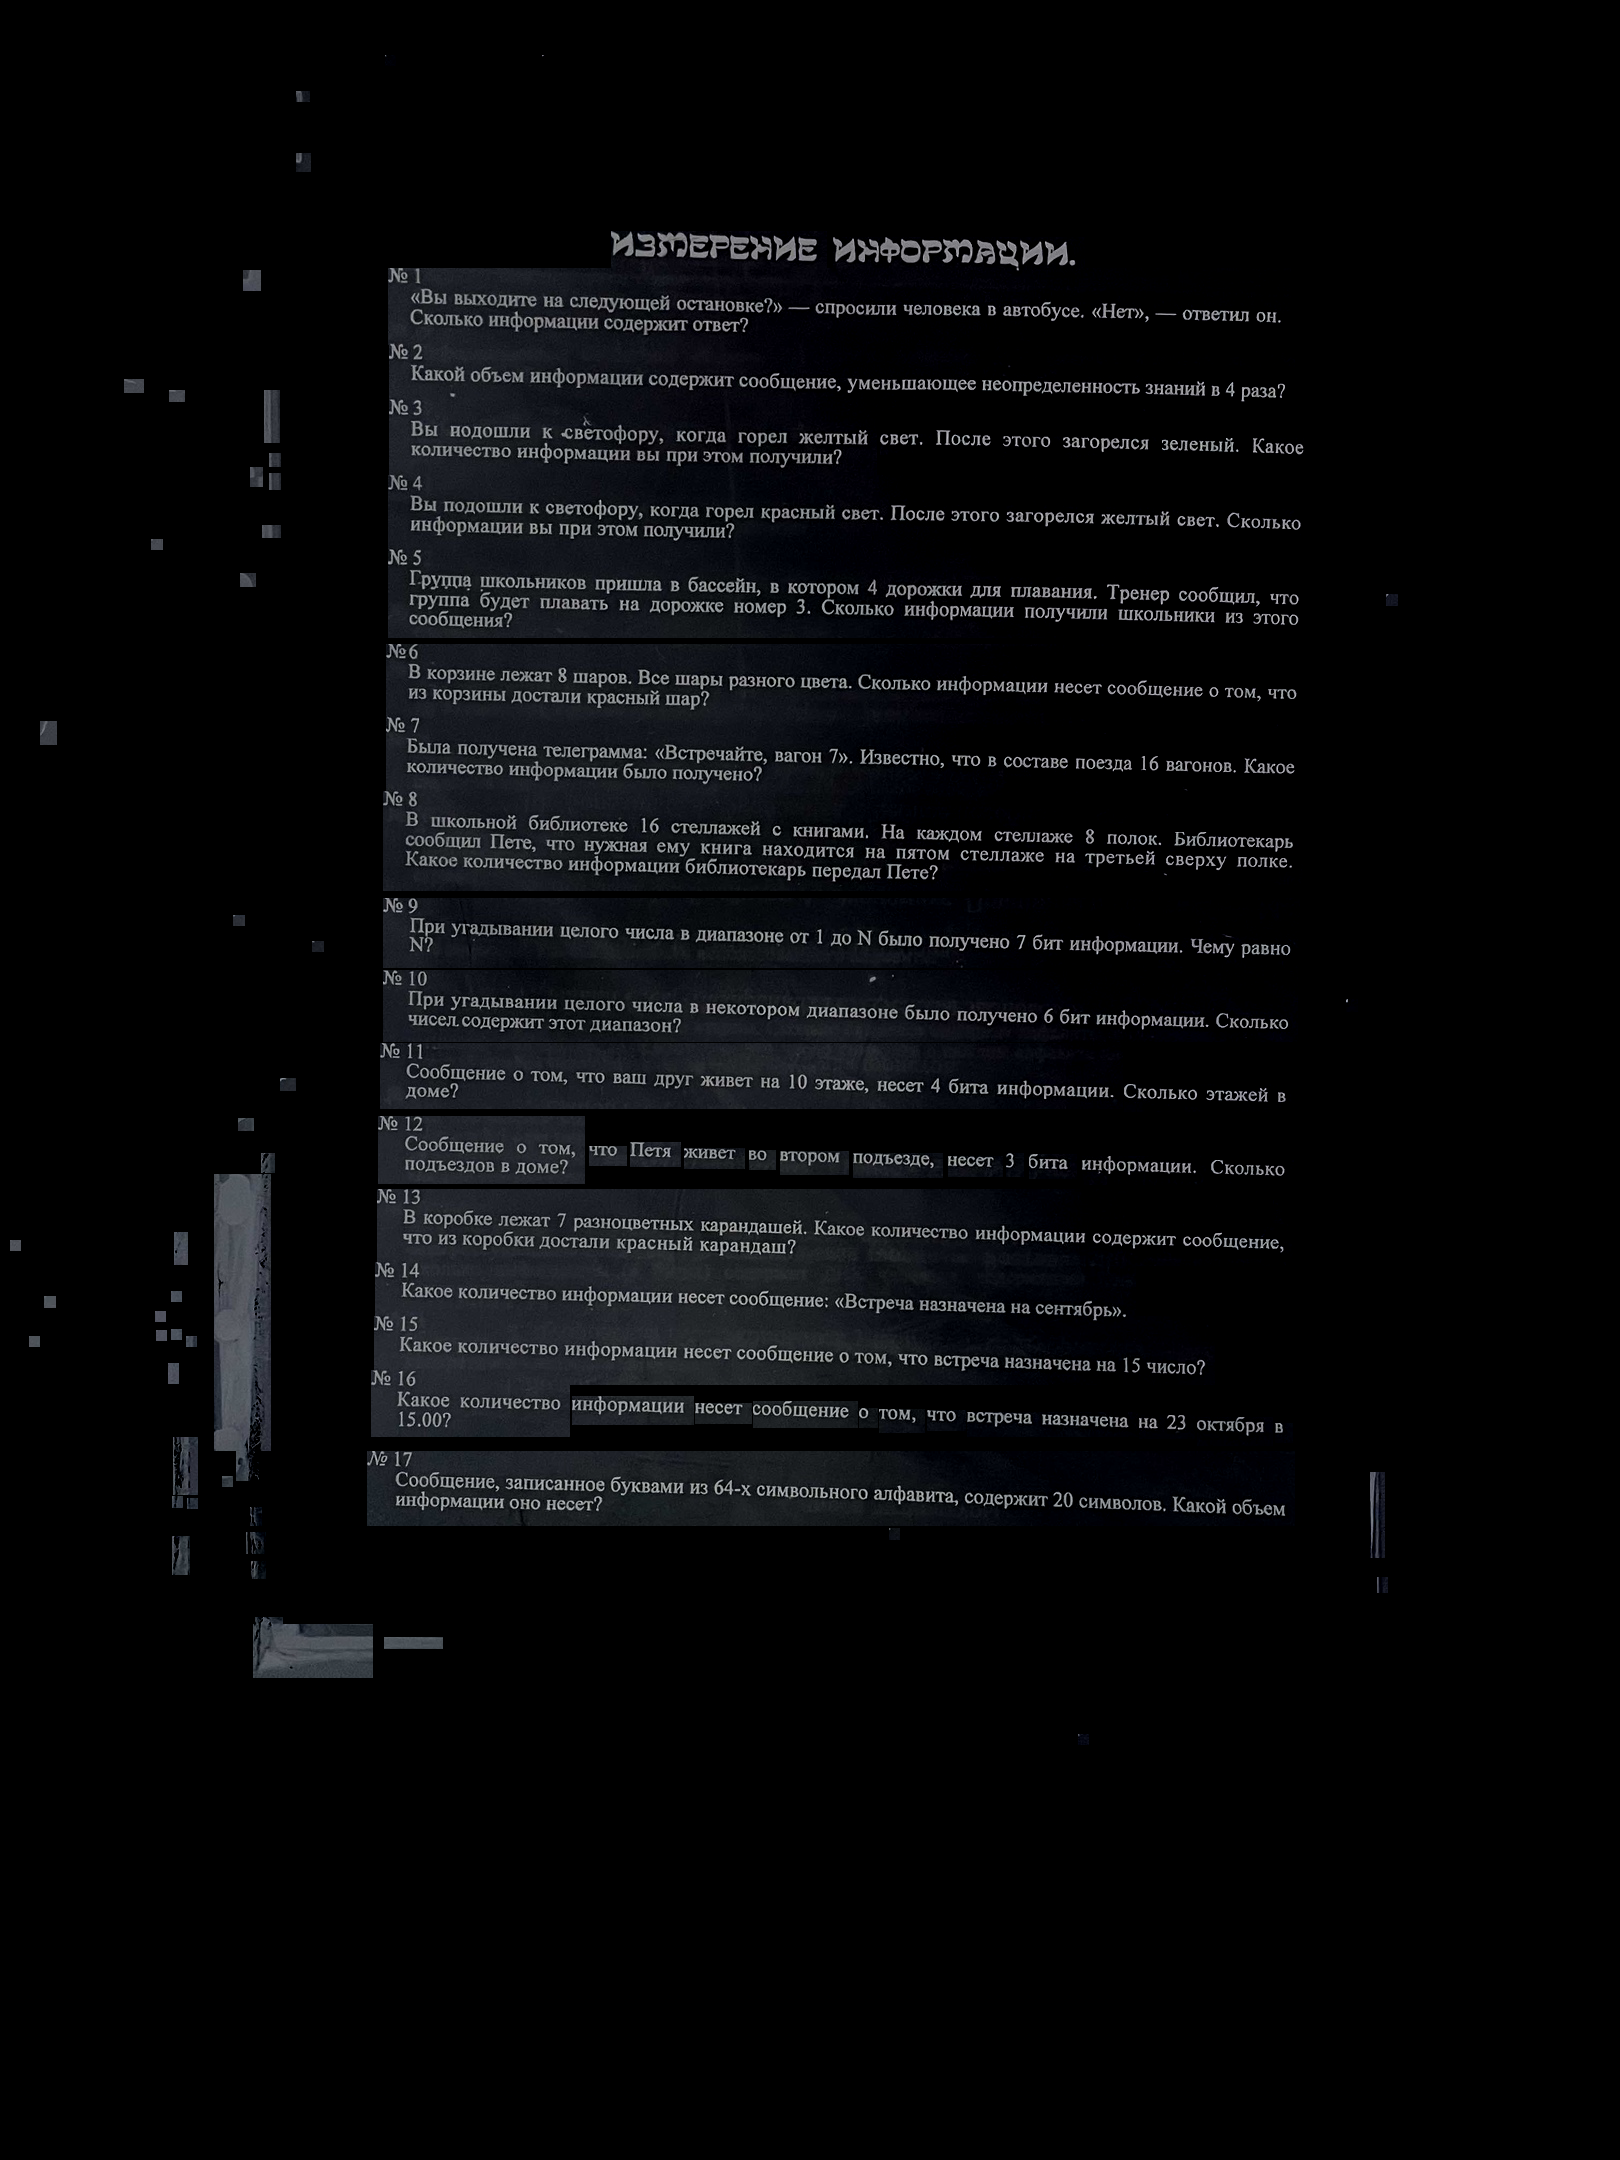 ИЗМЕРЕНИЕ ИНФОРМАЦИИ.
№ 1
«Вы выходите на следующей остановке?» — спросили человека в автобусе. «Нет», — ответил он.
Сколько информации содержит ответ?
№ 2
Какой объем информации содержит сообщение, уменьшающее неопределенность знаний в 4 раза?
№ 3
Вы подошли к светофору, когда горел желтый свет. После этого загорелся зеленый. Какое
количество информации вы при этом получили?
№ 4
Вы подошли к светофору, когда горел красный свет. После этого загорелся желтый свет. Сколько
информации вы при этом получили?
№ 5
Группа школьников пришла в бассейн, в котором 4 дорожки для плавания. Тренер сообщил, что
группа будет плавать на дорожке номер 3. Сколько информации получили школьники из этого
сообщения?
№6
В корзине лежат 8 шаров. Все шары разного цвета. Сколько информации несет сообщение о том, что
из корзины достали красный шар?
№ 7
Была получена телеграмма: «Встречайте, вагон 7». Известно, что в составе поезда 16 вагонов. Какое
количество информации было получено?
№ 8
В школьной библиотеке 16 стеллажей с книгами. На каждом стеллаже 8 полок. Библиотекарь
сообщил Пете, что нужная ему книга находится на пятом стеллаже на третьей сверху полке.
Какое количество информации библиотекарь передал Пете?
№ 9
При угадывании целого числа в диапазоне от 1 до N было получено 7 бит информации. Чему равно
N?
№ 10
При угадывании целого числа в некотором диапазоне было получено 6 бит информации. Сколько
чисел содержит этот диапазон?
№ 11
Сообщение о том, что ваш друг живет на 10 этаже, несет 4 бита информации. Сколько этажей в
доме?
№ 12
Сообщение о том, что Петя живет во втором подъезде, несет 3 бита информации. Сколько
подъездов в доме?
№ 13
В коробке лежат 7 разноцветных карандашей. Какое количество информации содержит сообщение,
что из коробки достали красный карандаш?
№ 14
Какое количество информации несет сообщение: «Встреча назначена на сентябрь».
№ 15
Какое количество информации несет сообщение о том, что встреча назначена на 15 число?
№ 16
Какое количество информации несет сообщение о том, что встреча назначена на 23 октября в
15.00?
№ 17
Сообщение, записанное буквами из 64-х символьного алфавита, содержит 20 символов. Какой объем
информации оно несет?